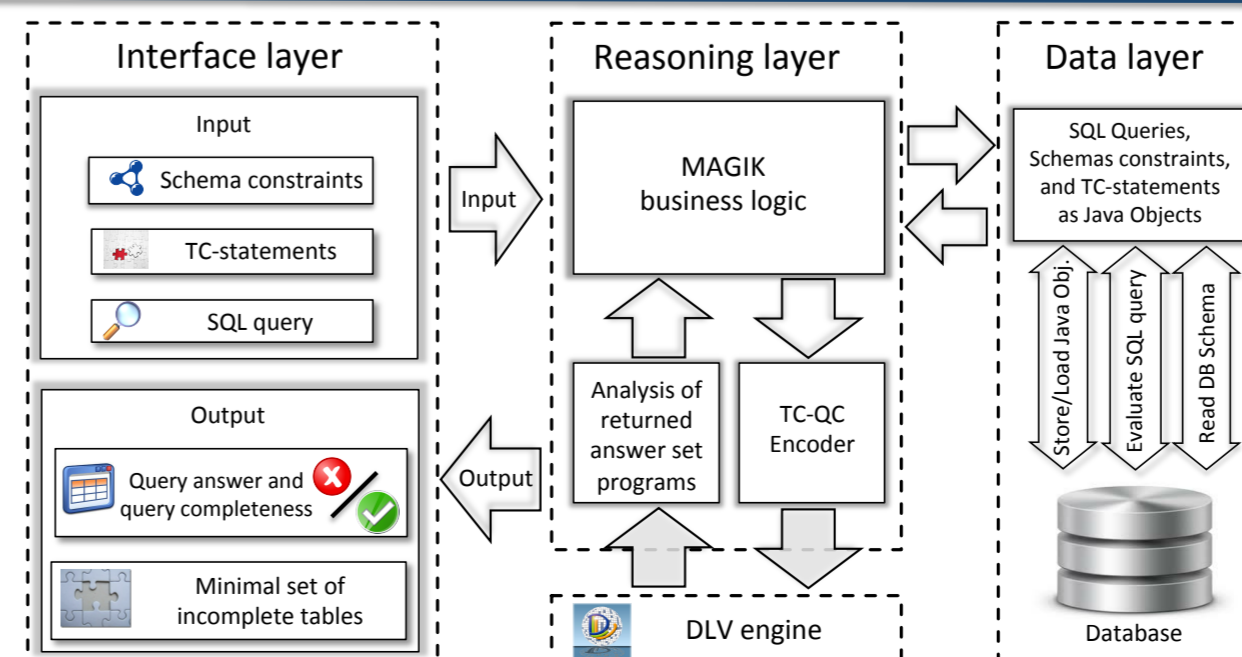 Interface layer
Input
Schema constraints
TC-statements
SQL query
Output
Query answer and
query completeness
Minimal set of
incomplete tables
Input
Output
Reasoning layer
MAGIK
business logic
Analysis of
returned
answer set
programs
TC-QC
Encoder
DLV engine
Data layer
SQL Queries,
Schemas constraints,
and TC-statements
as Java Objects
Store/Load Java Obj.
Evaluate SQL query
Read DB Schema
Database